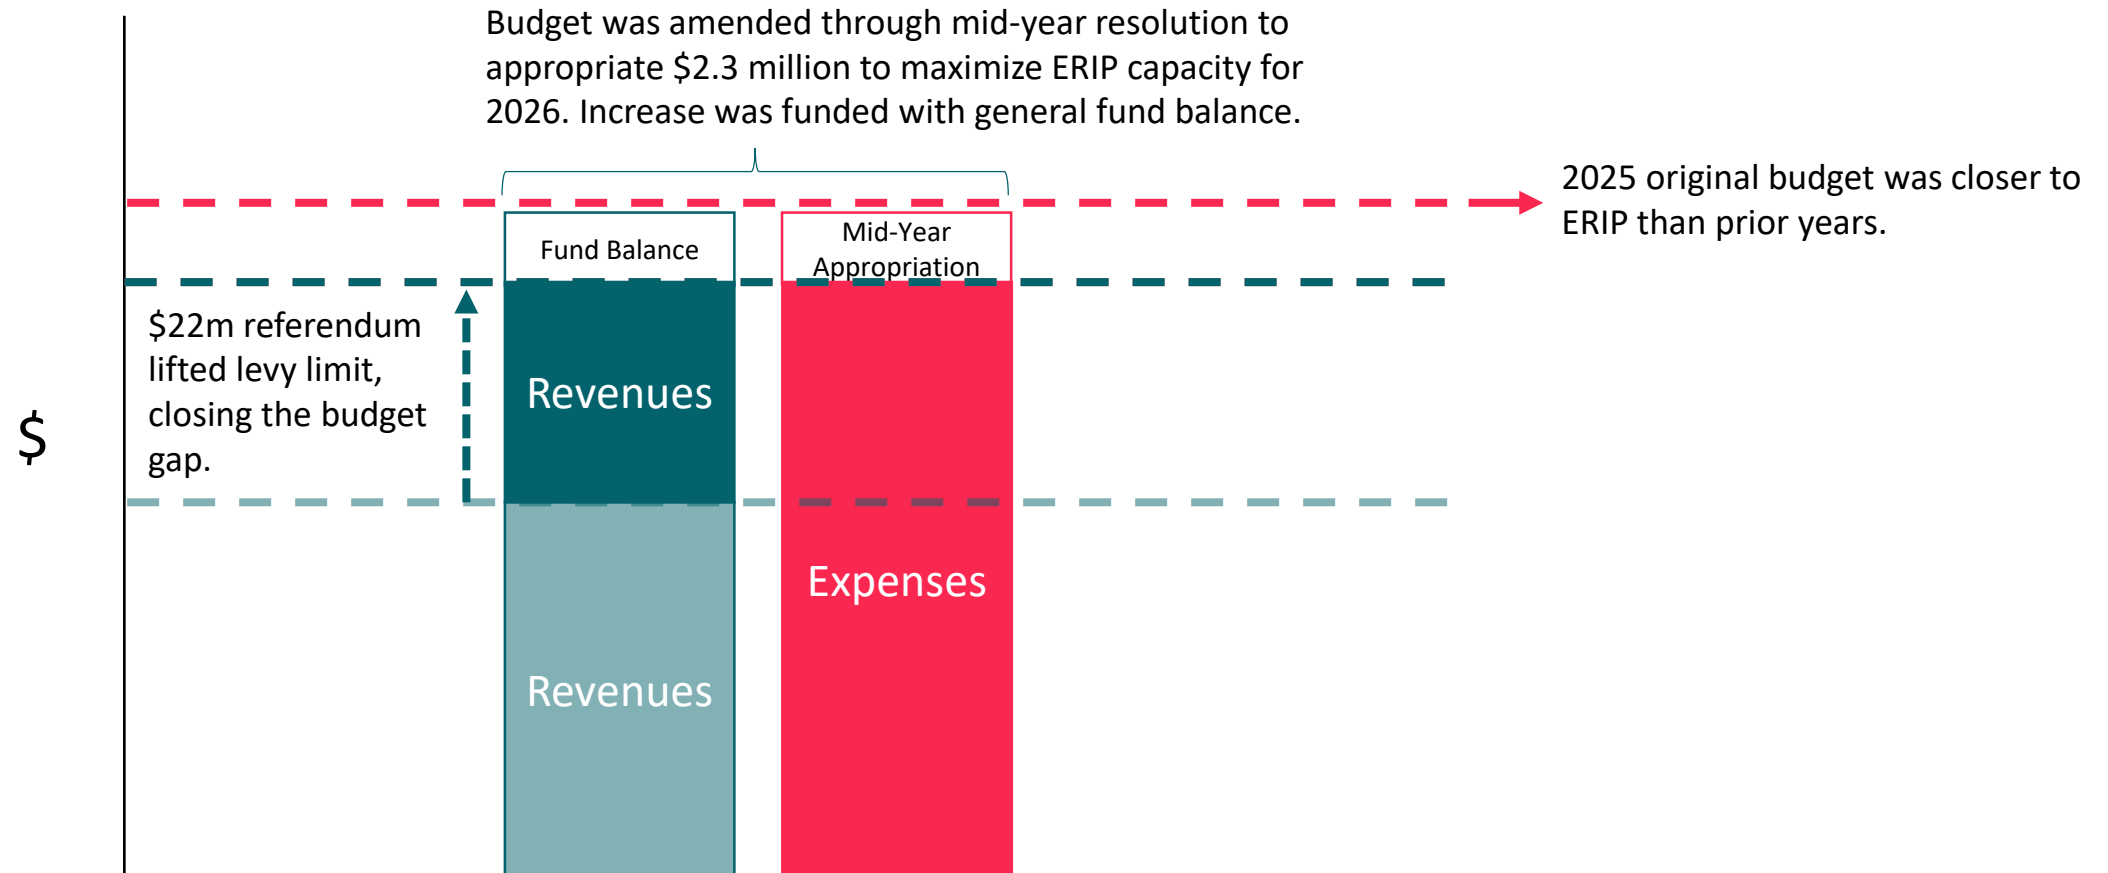 Budget was amended through mid-year resolution to
appropriate $2.3 million to maximize ERIP capacity for
2026. Increase was funded with general fund balance.
2025 original budget was closer to
ERIP than prior years.
Fund Balance
Mid-Year
Appropriation
$22m referendum
lifted levy limit,
closing the budget
gap.
$
Revenues
Expenses
Revenues